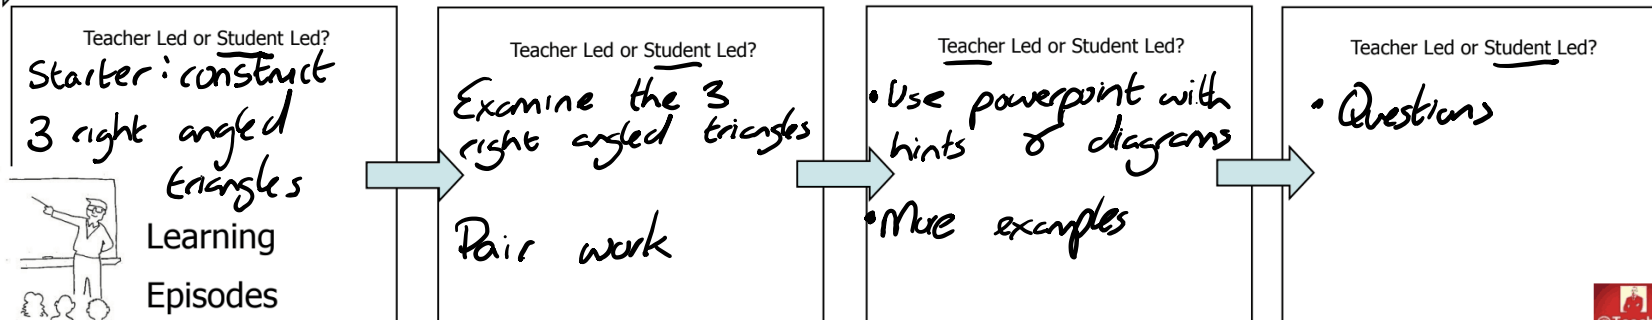 Teacher Led or Student Led?
Starter: construct
3 right angled
triangles
Learning
Episodes
Teacher Led or Student Led?
Examine the 3
right angled triangles
Pair work
Teacher Led or Student Led?
• Use powerpoint with
hints & diagrams
• More examples
Teacher Led or Student Led?
• Questions